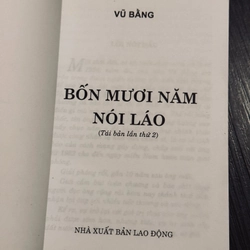 VŨ BẰNG
BỐN MƯƠI NĂM
NÓI LÁO
(Tái bản lần thứ 2)
NHÀ XUẤT BẢN LAO ĐỘNG